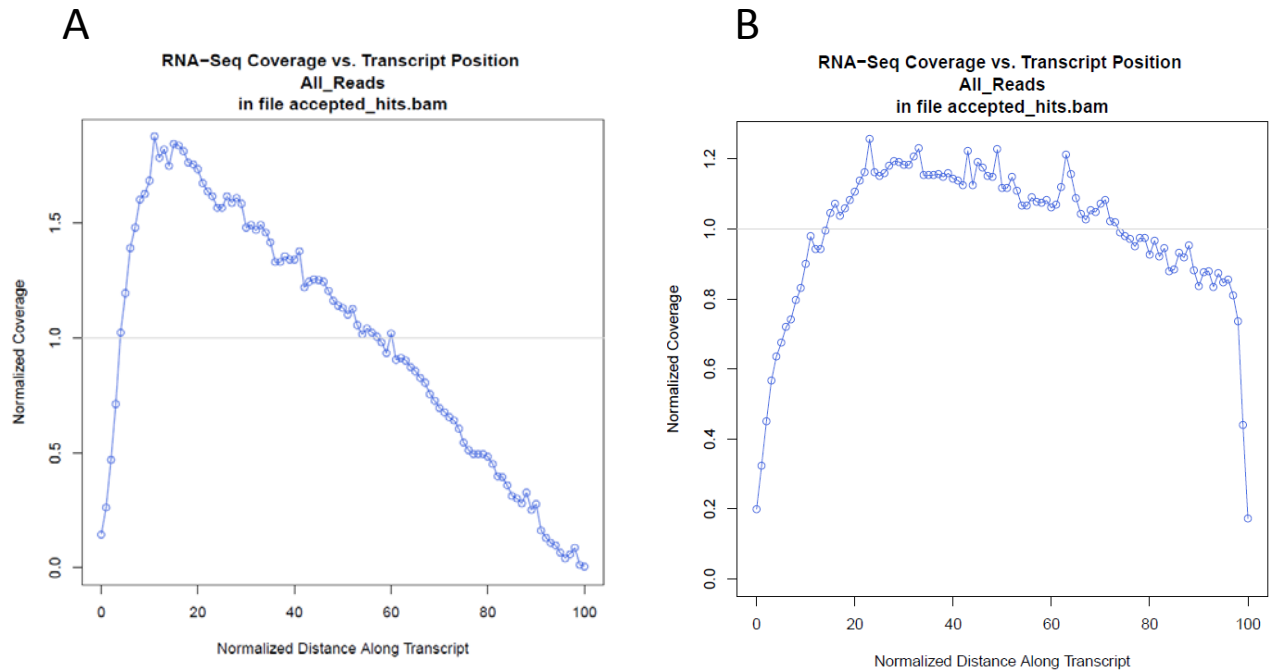 A
RNA−Seq Coverage vs. Transcript Position
All_Reads
in file accepted_hits.bam
Normalized Coverage
1.5
1.0
0.5
0.0
0 20 40 60 80 100
Normalized Distance Along Transcript
B
RNA−Seq Coverage vs. Transcript Position
All_Reads
in file accepted_hits.bam
Normalized Coverage
1.2
1.0
0.8
0.6
0.4
0.2
0.0
0 20 40 60 80 100
Normalized Distance Along Transcript